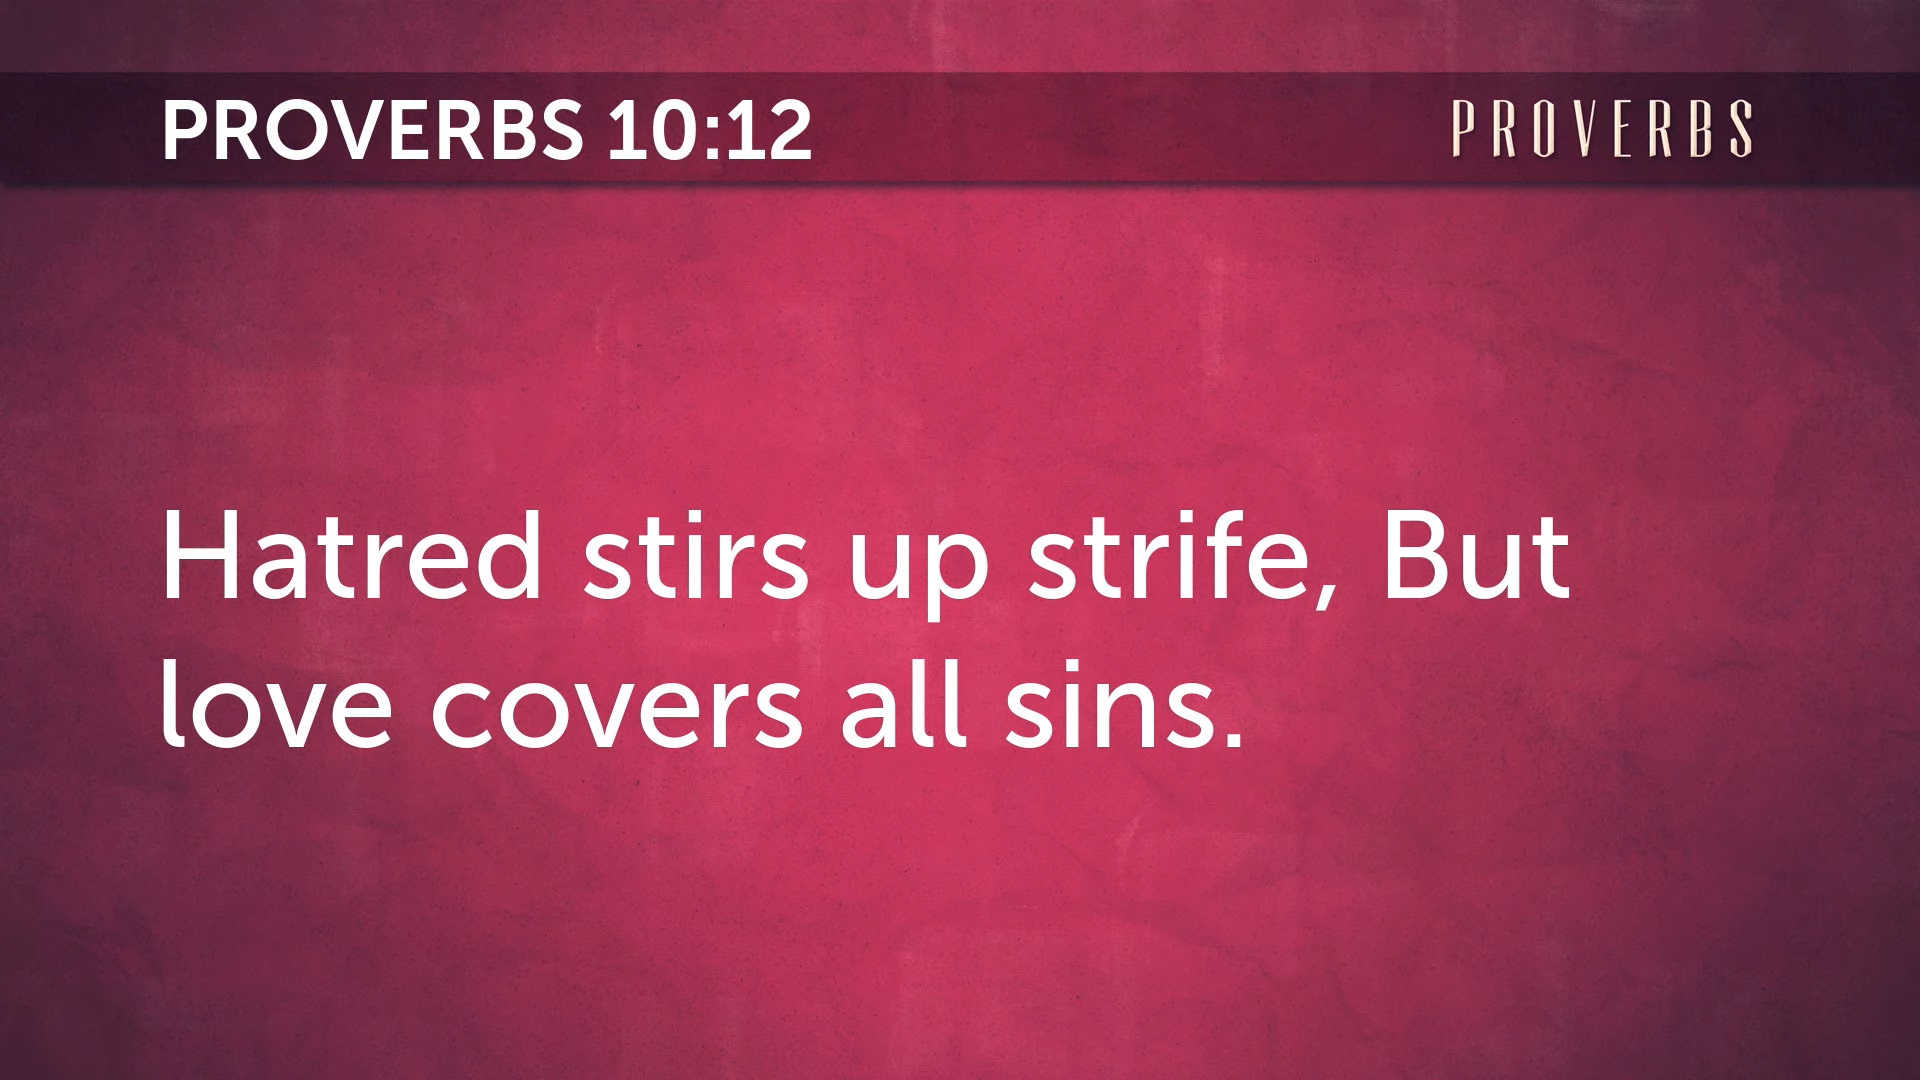 PROVERBS 10:12
PROVERBS
Hatred stirs up strife, But
love covers all sins.